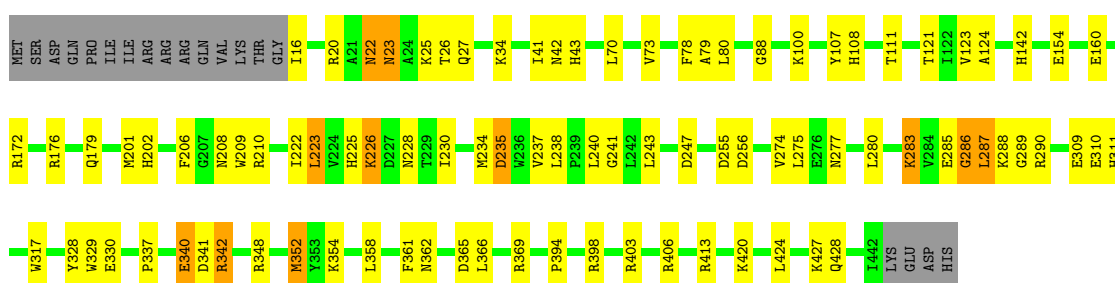 MET SER ASP GLN PRO ILE ILE ARG ARG ARG GLN VAL LYS THR GLY I16 R20 A21 N22 N23 A24 K25 T26 Q27 K34 I41 N42 H43 L70 V73 F78 A79 L80 G88 K100 Y107 H108 T111 T121 I122 V123 A124 H142 E154 E160
R172 R176 Q179 M201 H202 F206 G207 N208 W209 R210 I222 L223 V224 H225 K226 D227 N228 T229 I230 M234 D235 W236 V237 L238 P239 L240 G241 L242 L243 D247 D255 D256 V274 L275 E276 N277 L280 K283 V284 E285 G286 L287 K288 G289 R290 E309 E310 H311
W317 Y328 W329 E330 P337 E340 D341 R342 R348 M352 Y353 K354 L358 F361 N362 D365 L366 R369 P394 R398 R403 R406 R413 K420 L424 K427 Q428 I442 LYS GLU ASP HIS